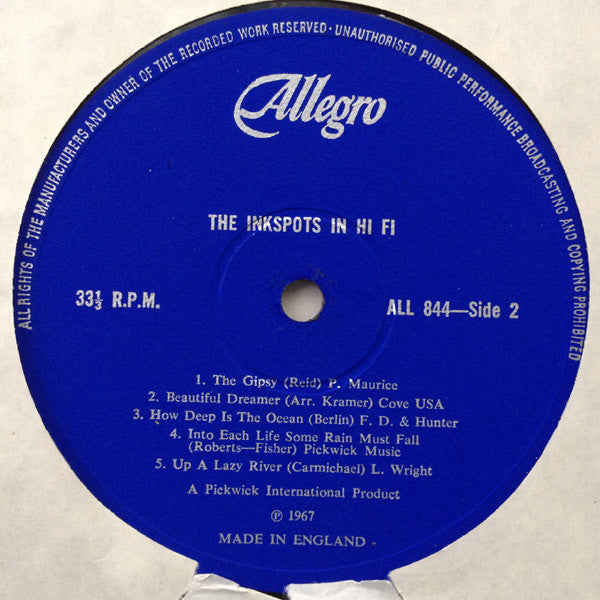 ALL RIGHTS OF THE MANUFACTURERS AND OWNER OF THE RECORDED WORK RESERVED · UNAUTHORISED PUBLIC PERFORMANCE BROADCASTING AND COPYING PROHIBITED
Allegro
THE INKSPOTS IN HI FI
33⅓ R.P.M.
ALL 844—Side 2
1. The Gipsy (Reid) P. Maurice
2. Beautiful Dreamer (Arr. Kramer) Cove USA
3. How Deep Is The Ocean (Berlin) F. D. & Hunter
4. Into Each Life Some Rain Must Fall
(Roberts—Fisher) Pickwick Music
5. Up A Lazy River (Carmichael) L. Wright
A Pickwick International Product
℗ 1967
MADE IN ENGLAND